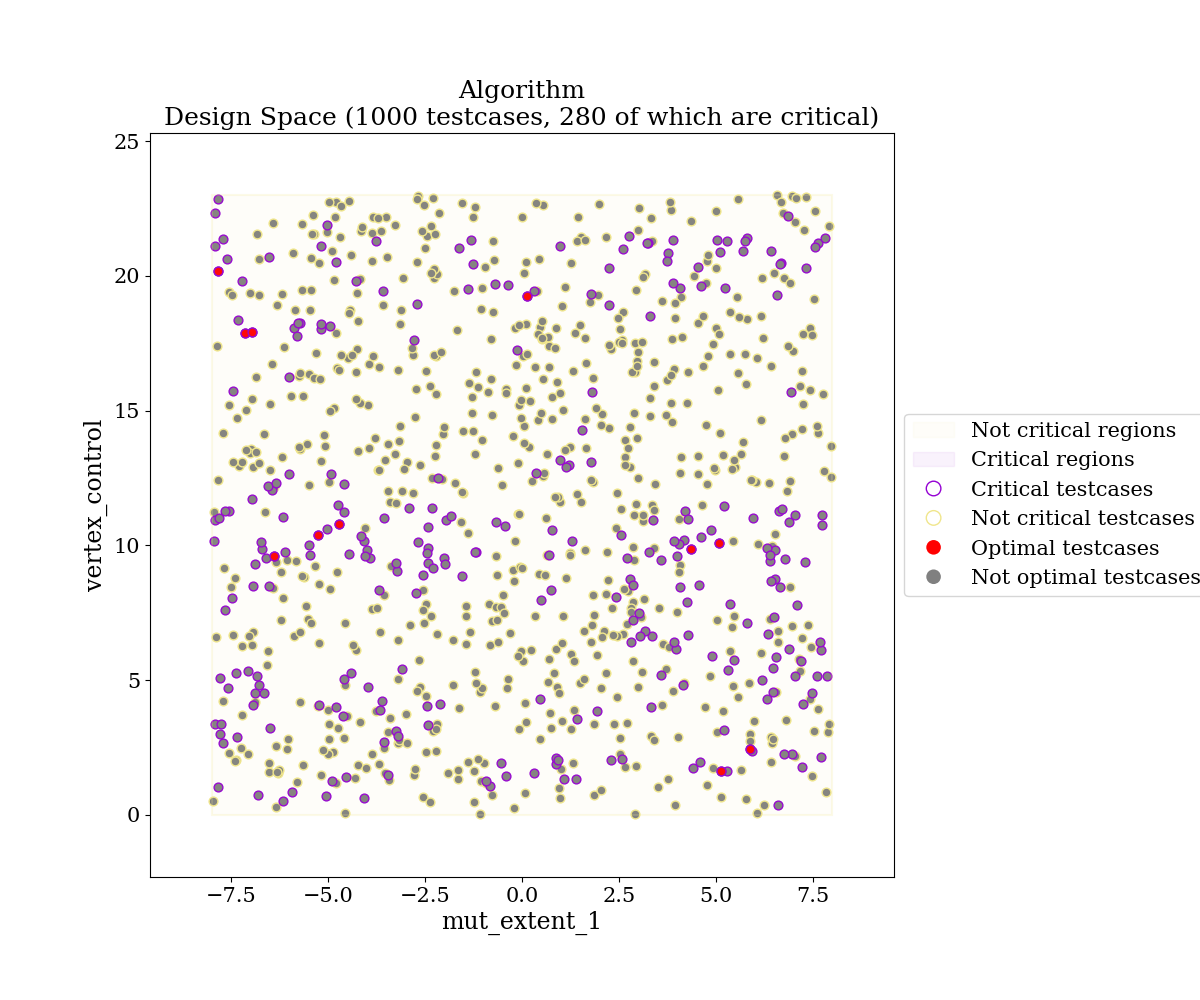 Algorithm
Design Space (1000 testcases, 280 of which are critical)
25
20
15
10
5
0
vertex_control
−7.5
−5.0
−2.5
0.0
2.5
5.0
7.5
mut_extent_1
Not critical regions
Critical regions
Critical testcases
Not critical testcases
Optimal testcases
Not optimal testcases